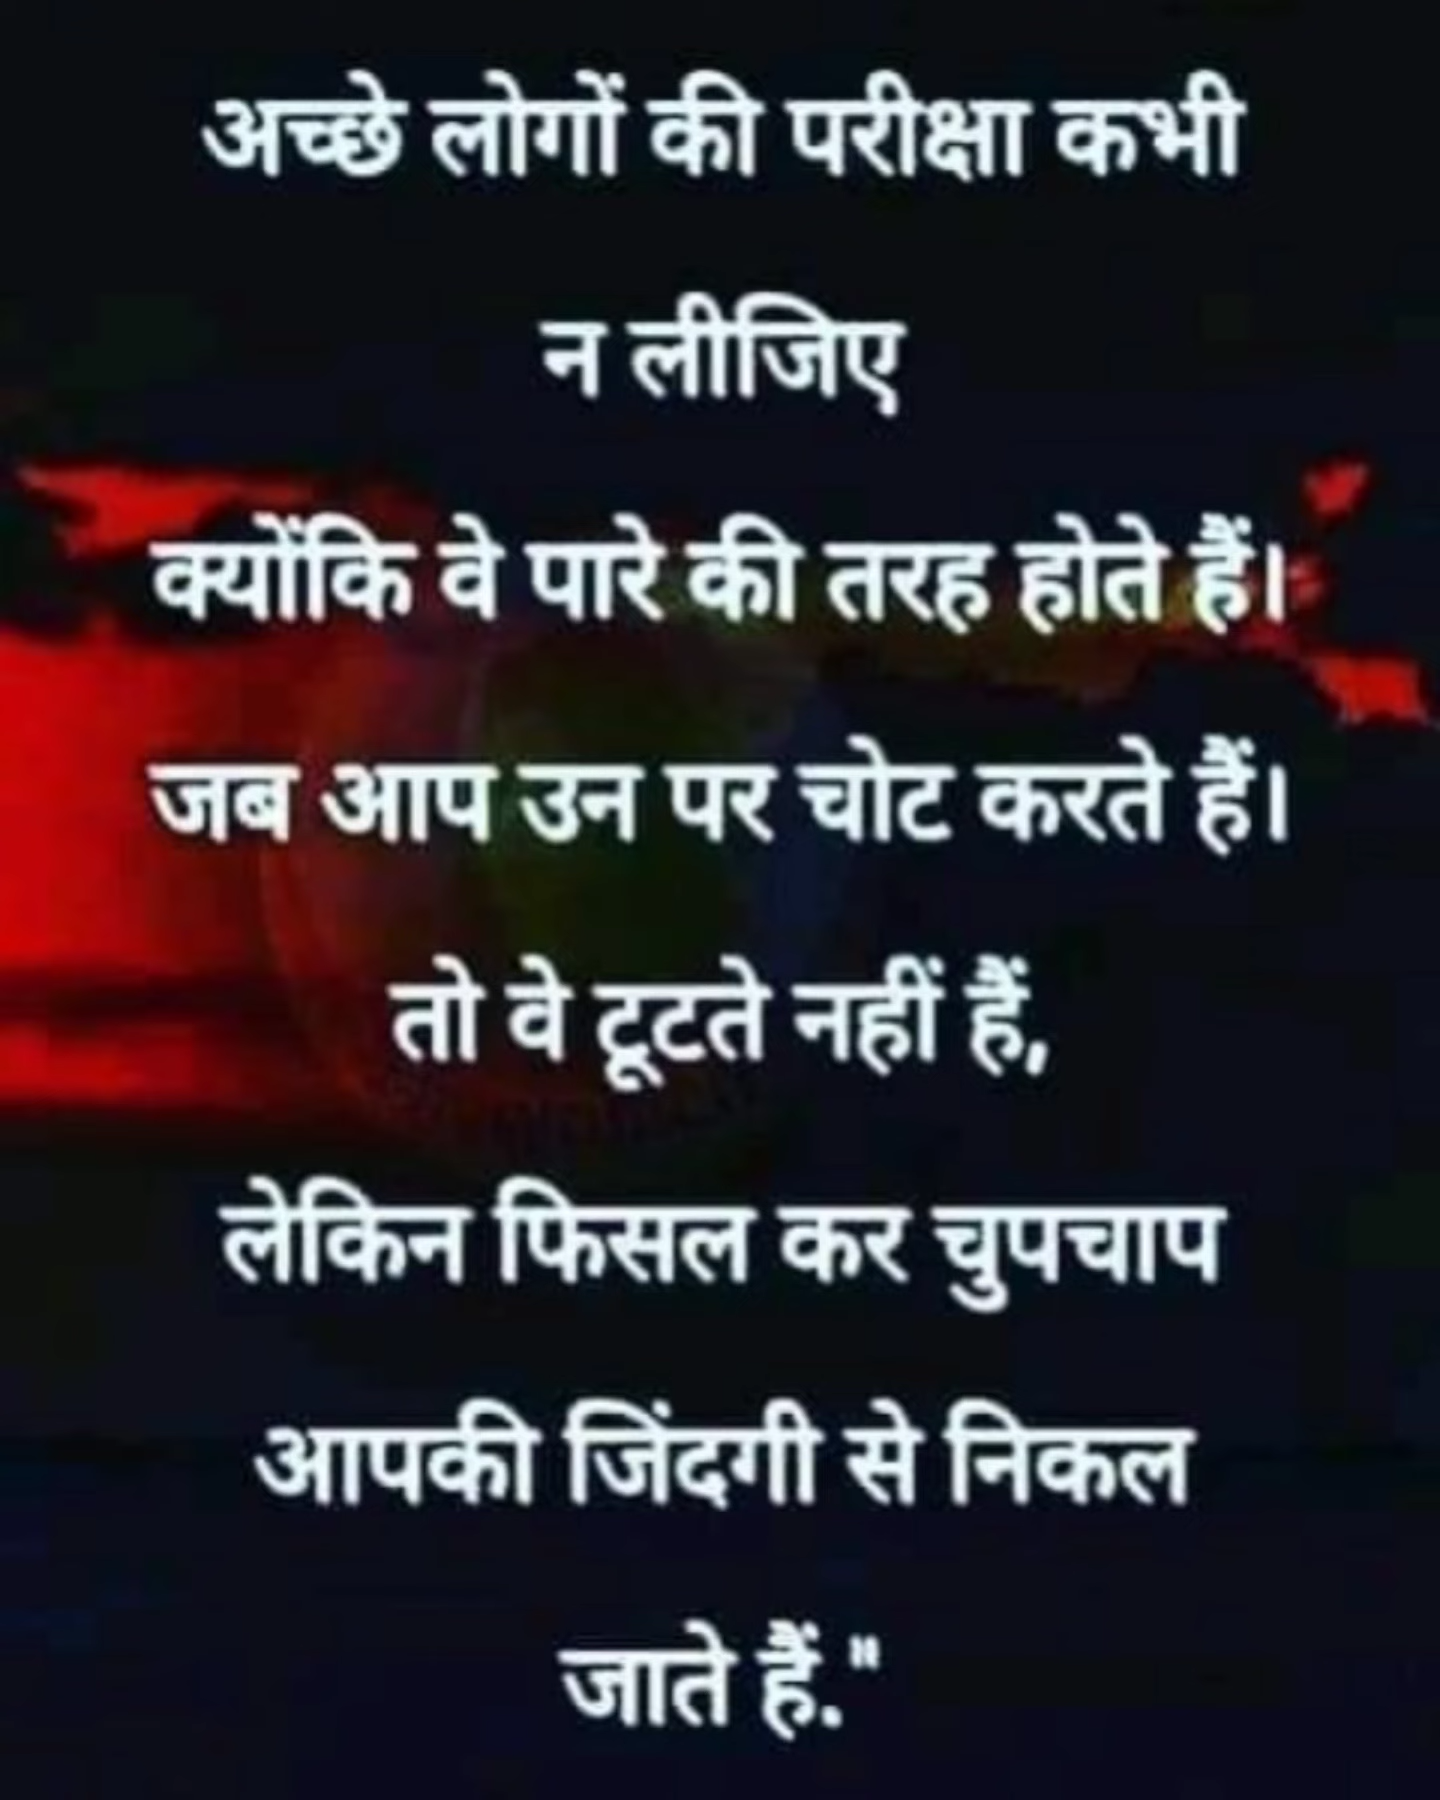 अच्छे लोगों की परीक्षा कभी
न लीजिए
क्योंकि वे पारे की तरह होते हैं।
जब आप उन पर चोट करते हैं।
तो वे टूटते नहीं हैं,
लेकिन फिसल कर चुपचाप
आपकी जिंदगी से निकल
जाते हैं."